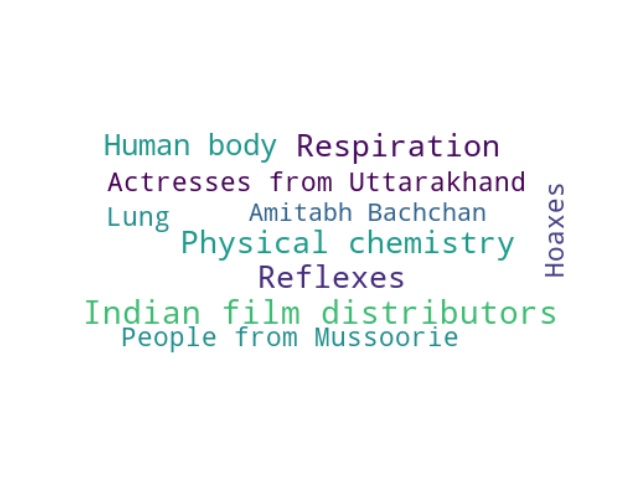 Human body
Respiration
Actresses from Uttarakhand
Lung
Amitabh Bachchan
Hoaxes
Physical chemistry
Reflexes
Indian film distributors
People from Mussoorie